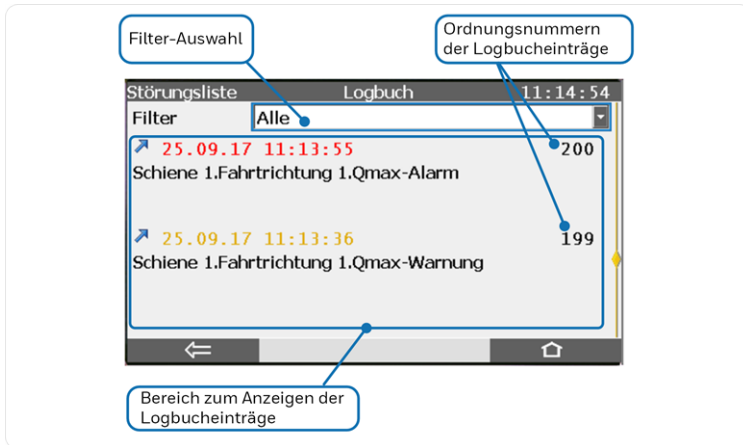 Filter-Auswahl
Ordnungsnummern
der Logbucheinträge
Störungsliste Logbuch 11:14:54
Filter Alle
25.09.17 11:13:55 200
Schiene 1.Fahrtrichtung 1.Qmax-Alarm
25.09.17 11:13:36 199
Schiene 1.Fahrtrichtung 1.Qmax-Warnung
Bereich zum Anzeigen der
Logbucheinträge